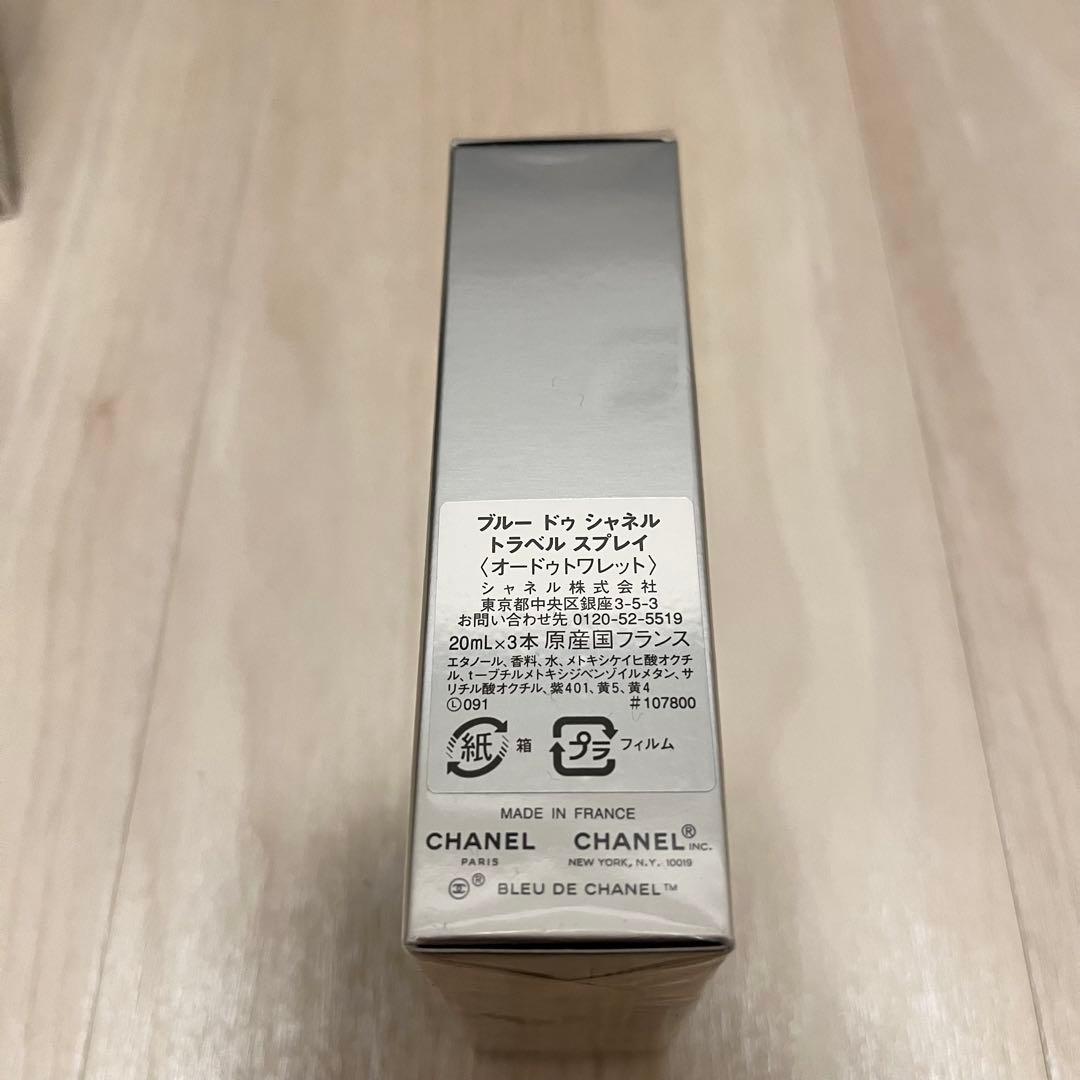 ブルー ドゥ シャネル
トラベル スプレイ
〈オードゥトワレット〉
シャネル株式会社
東京都中央区銀座3-5-3
お問い合わせ先 0120-52-5519
20mL×3本 原産国フランス
エタノール、香料、水、メトキシケイヒ酸オクチ
ル、t-ブチルメトキシジベンゾイルメタン、サ
リチル酸オクチル、紫401、黄5、黄4
Ⓛ091 #107800
紙 箱 プラ フィルム
MADE IN FRANCE
CHANEL CHANEL® INC.
PARIS NEW YORK, N.Y. 10019
® BLEU DE CHANEL™